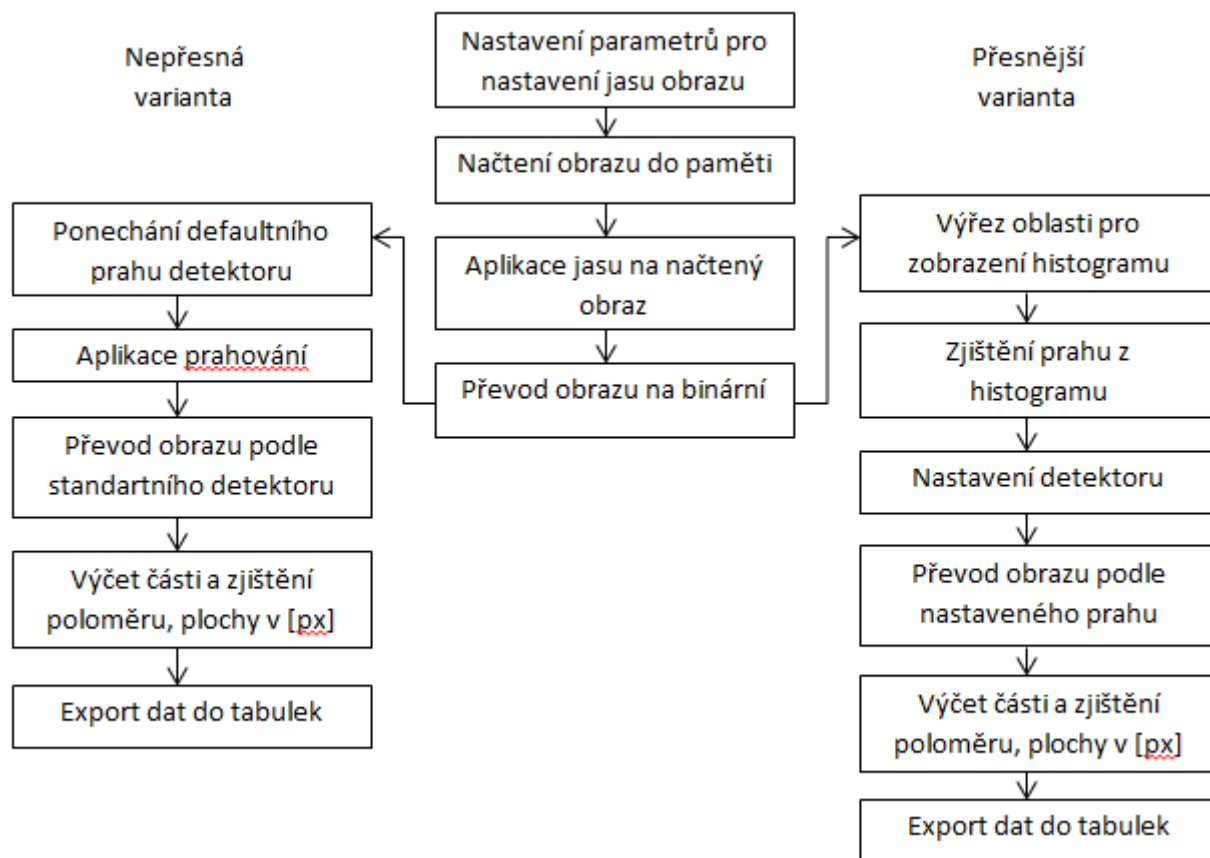 Nepřesná
varianta
Nastavení parametrů pro
nastavení jasu obrazu
Přesnější
varianta
Načtení obrazu do paměti
Aplikace jasu na načtený
obraz
Převod obrazu na binární
Ponechání defaultního
prahu detektoru
Aplikace prahování
Převod obrazu podle
standartního detektoru
Výčet části a zjištění
poloměru, plochy v [px]
Export dat do tabulek
Výřez oblasti pro
zobrazení histogramu
Zjištění prahu z
histogramu
Nastavení detektoru
Převod obrazu podle
nastaveného prahu
Výčet části a zjištění
poloměru, plochy v [px]
Export dat do tabulek